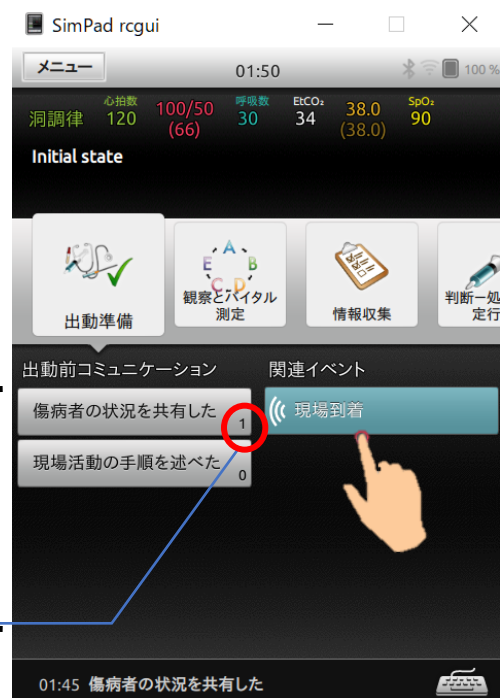 SimPad rcgui
メニュー 01:50 100 %
洞調律 心拍数 120 100/50 (66) 呼吸数 30 EtCO₂ 34 38.0 (38.0) SpO₂ 90
Initial state
出動準備
A B C D E
観察とバイタル
測定
情報収集
判断ー処
定行
出動前コミュニケーション 関連イベント
傷病者の状況を共有した 1 現場到着
現場活動の手順を述べた 0
01:45 傷病者の状況を共有した